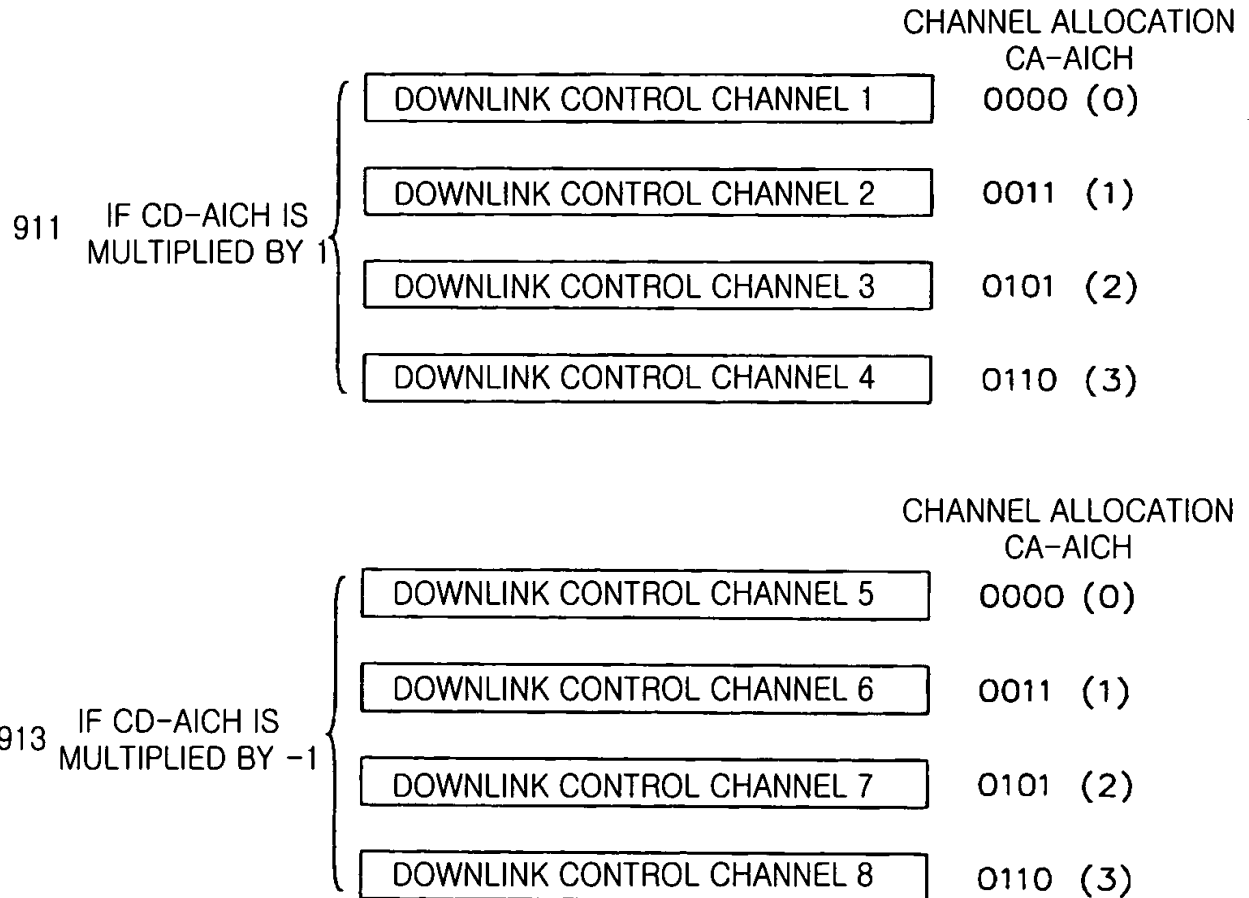 CHANNEL ALLOCATION
CA-AICH
DOWNLINK CONTROL CHANNEL 1 0000 (0)
DOWNLINK CONTROL CHANNEL 2 0011 (1)
911 IF CD-AICH IS
MULTIPLIED BY 1
DOWNLINK CONTROL CHANNEL 3 0101 (2)
DOWNLINK CONTROL CHANNEL 4 0110 (3)
CHANNEL ALLOCATION
CA-AICH
DOWNLINK CONTROL CHANNEL 5 0000 (0)
DOWNLINK CONTROL CHANNEL 6 0011 (1)
913 IF CD-AICH IS
MULTIPLIED BY -1
DOWNLINK CONTROL CHANNEL 7 0101 (2)
DOWNLINK CONTROL CHANNEL 8 0110 (3)